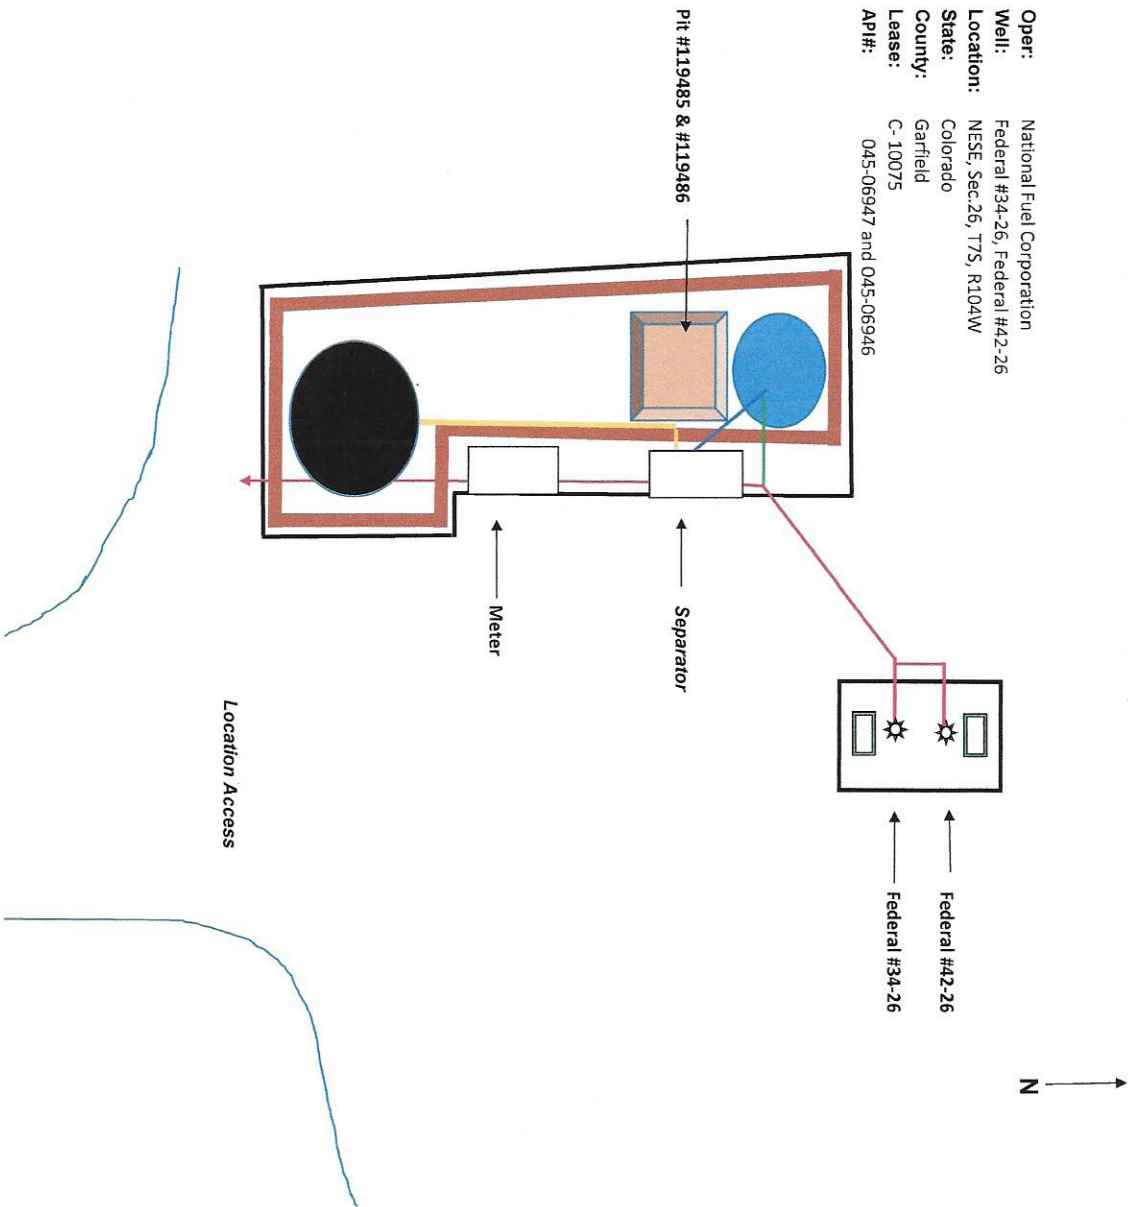 Oper: National Fuel Corporation
Well: Federal #34-26, Federal #42-26
Location: NESE, Sec.26, T7S, R104W
State: Colorado
County: Garfield
Lease: C- 10075
API#: 045-06947 and 045-06946
Pit #119485 & #119486
Federal #42-26
Federal #34-26
Separator
Meter
Location Access
N